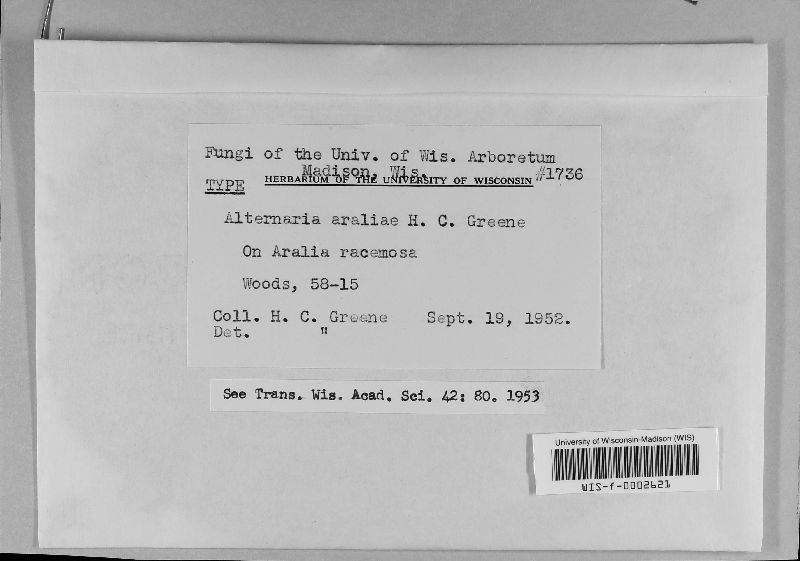 Fungi of the Univ. of Wis. Arboretum
Madison, Wis.
TYPE HERBARIUM OF THE UNIVERSITY OF WISCONSIN #1736
Alternaria araliae H. C. Greene
On Aralia racemosa
Woods, 58-15
Coll. H. C. Greene Sept. 19, 1952.
Det. "
See Trans. Wis. Acad. Sci. 42: 80. 1953
University of Wisconsin-Madison (WIS)
WIS-f-0002621